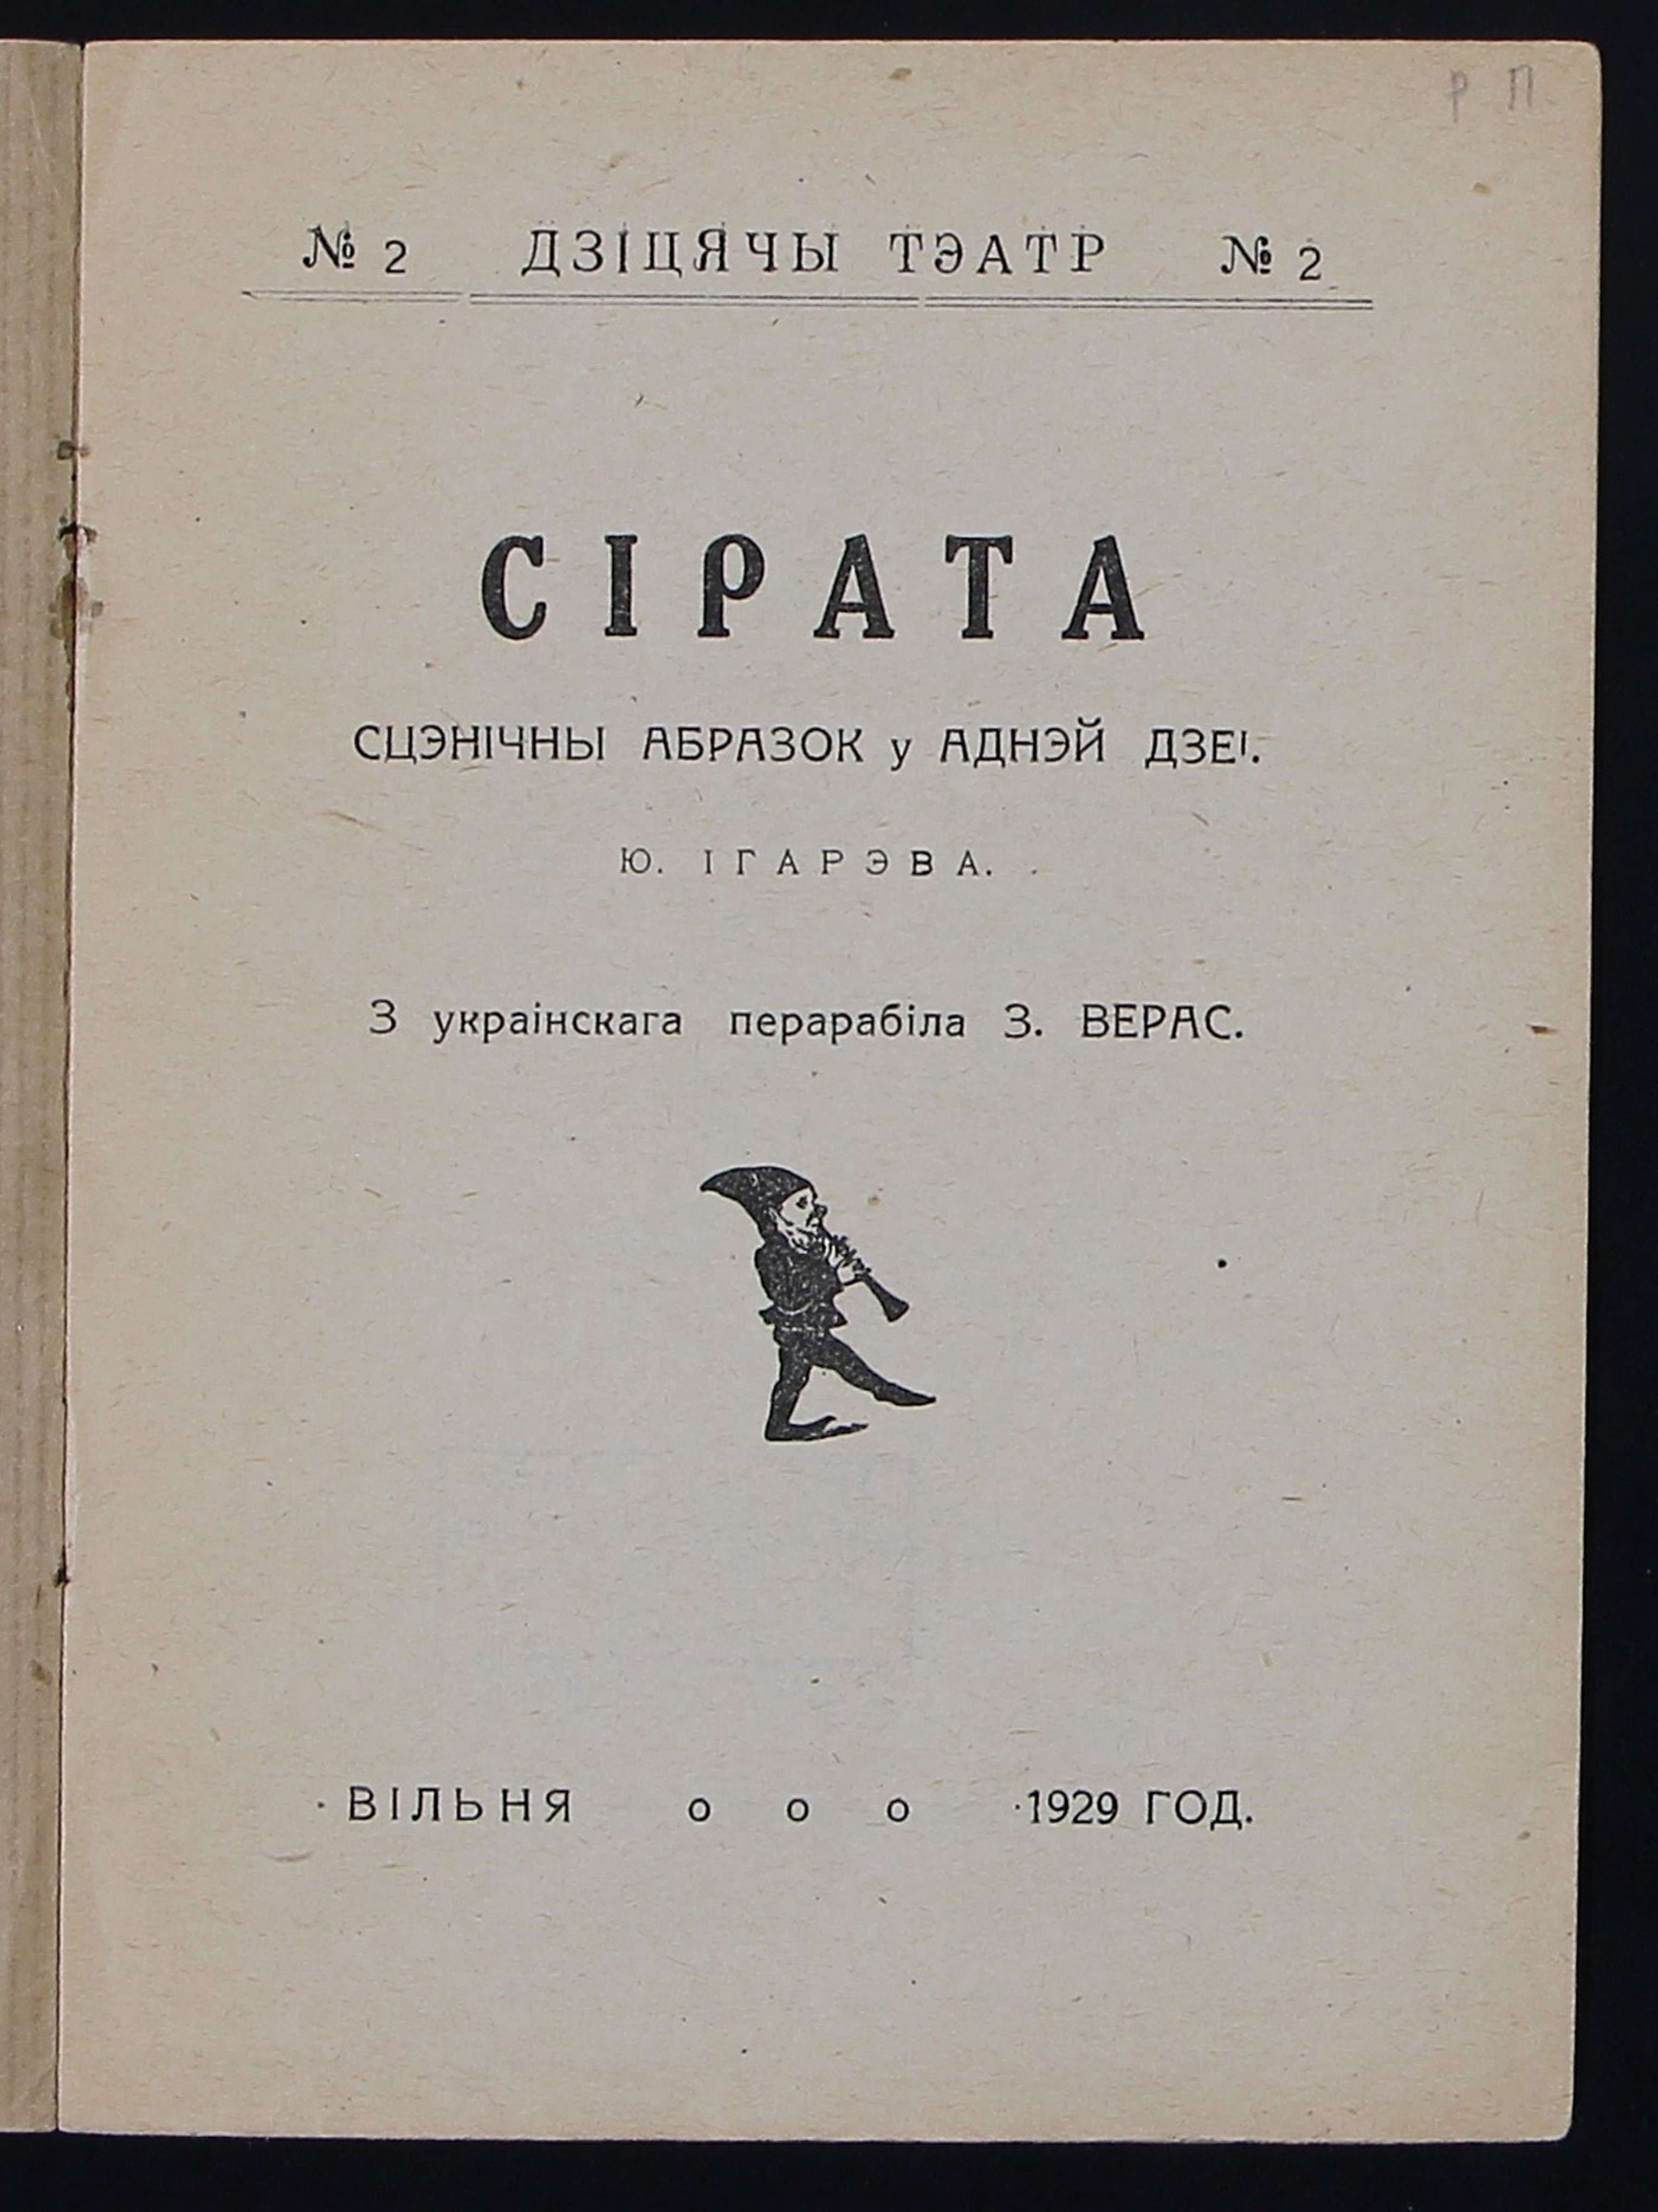 Р П
№ 2 ДЗІЦЯЧЫ ТЭАТР № 2
СІРАТА
СЦЭНІЧНЫ АБРАЗОК у АДНЭЙ ДЗЕІ.
Ю. ІГАРЭВА.
З украінскага перарабіла З. ВЕРАС.
ВІЛЬНЯ о о о 1929 ГОД.